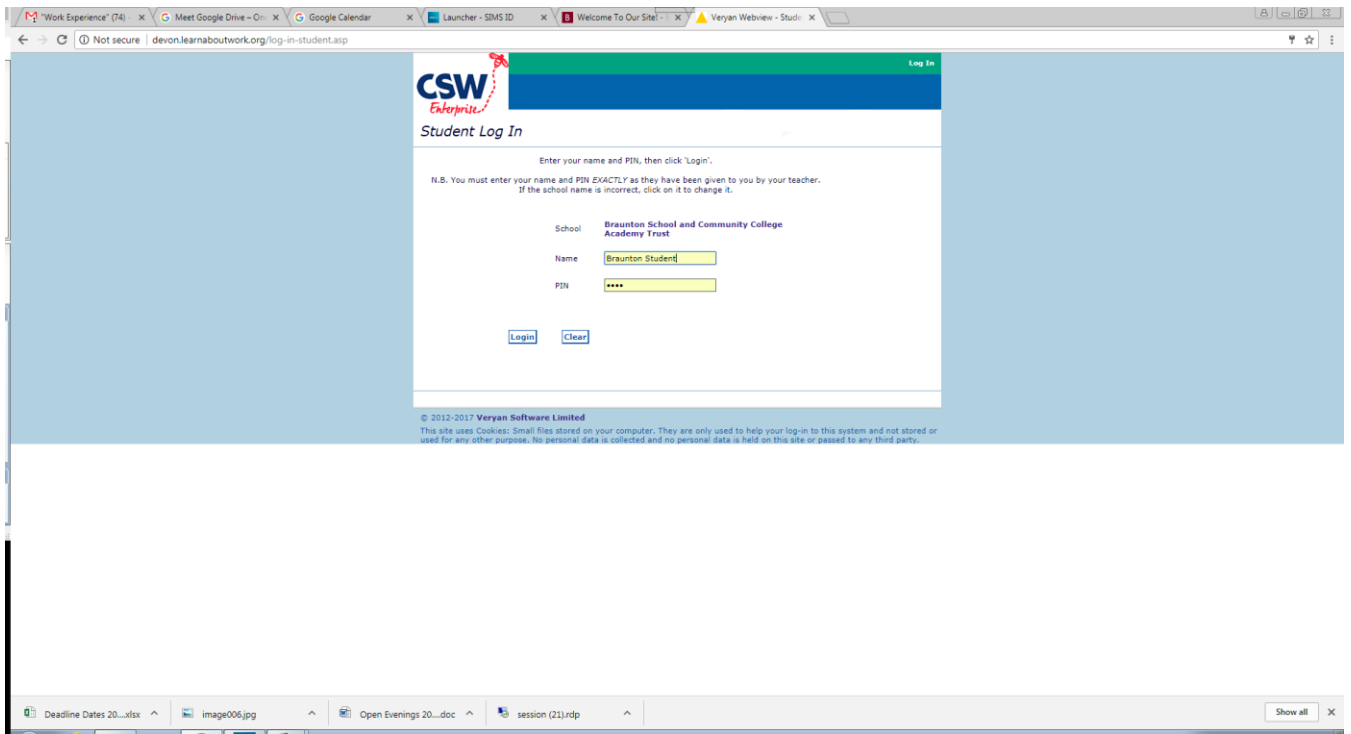 "Work Experience" (74) -
Meet Google Drive – On
Google Calendar
Launcher - SIMS ID
Welcome To Our Site! -
Veryan Webview - Stude
Not secure | devon.learnaboutwork.org/log-in-student.asp
Log In
CSW
Enterprise
Student Log In
Enter your name and PIN, then click 'Login'.
N.B. You must enter your name and PIN EXACTLY as they have been given to you by your teacher.
If the school name is incorrect, click on it to change it.
School Braunton School and Community College
Academy Trust
Name Braunton Student
PIN ••••
Login Clear
© 2012-2017 Veryan Software Limited
This site uses Cookies: Small files stored on your computer. They are only used to help your log-in to this system and not stored or
used for any other purpose. No personal data is collected and no personal data is held on this site or passed to any third party.
Deadline Dates 20....xlsx
image006.jpg
Open Evenings 20....doc
session (21).rdp
Show all